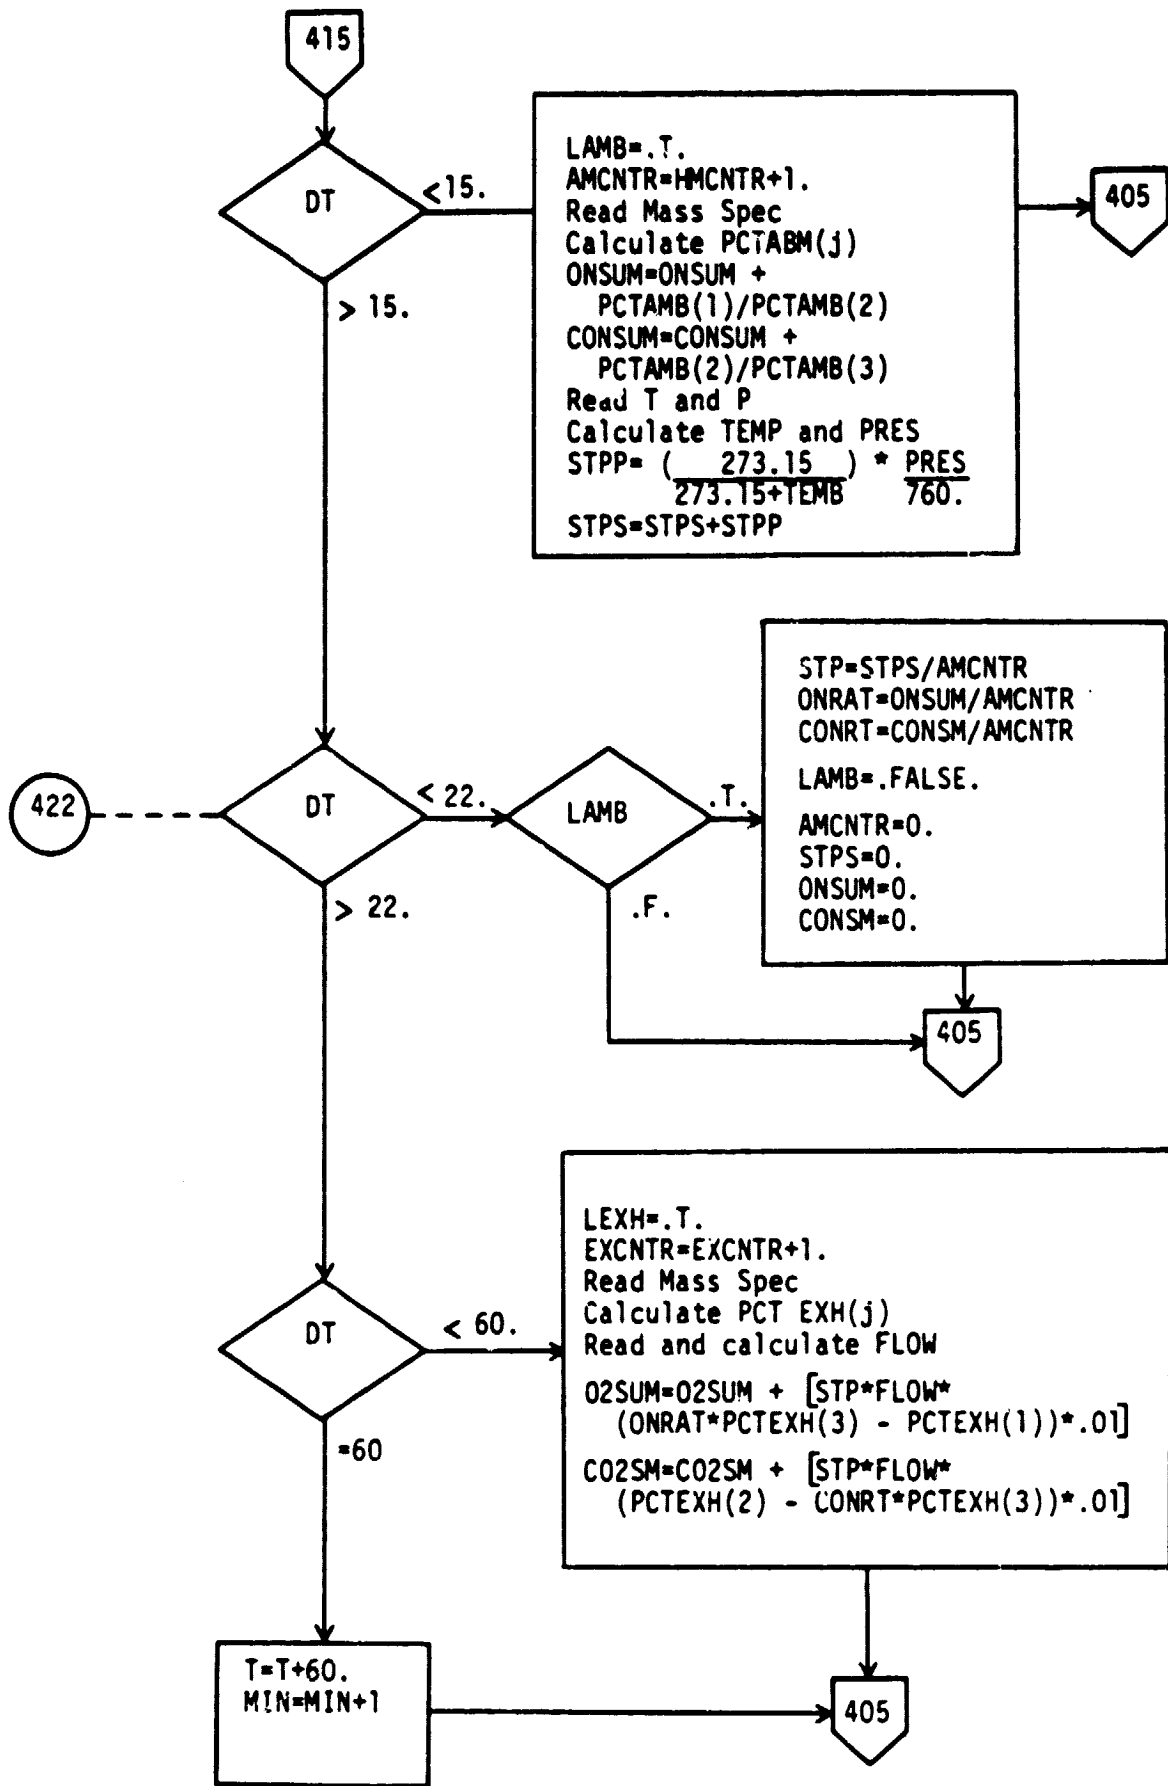 415
DT
<15.
> 15.
LAMB=.T.
AMCNTR=HMCNTR+1.
Read Mass Spec
Calculate PCTABM(j)
ONSUM=ONSUM +
PCTAMB(1)/PCTAMB(2)
CONSUM=CONSUM +
PCTAMB(2)/PCTAMB(3)
Read T and P
Calculate TEMP and PRES
STPP= ( 273.15 ) * PRES
273.15+TEMB 760.
STPS=STPS+STPP
405
422
DT
<22.
> 22.
LAMB
.T.
.F.
STP=STPS/AMCNTR
ONRAT=ONSUM/AMCNTR
CONRT=CONSM/AMCNTR
LAMB=.FALSE.
AMCNTR=0.
STPS=0.
ONSUM=0.
CONSM=0.
405
DT
< 60.
=60
LEXH=.T.
EXCNTR=EXCNTR+1.
Read Mass Spec
Calculate PCT EXH(j)
Read and calculate FLOW
O2SUM=O2SUM + [STP*FLOW*
(ONRAT*PCTEXH(3) - PCTEXH(1))*.01]
CO2SM=CO2SM + [STP*FLOW*
(PCTEXH(2) - CONRT*PCTEXH(3))*.01]
T=T+60.
MIN=MIN+1
405